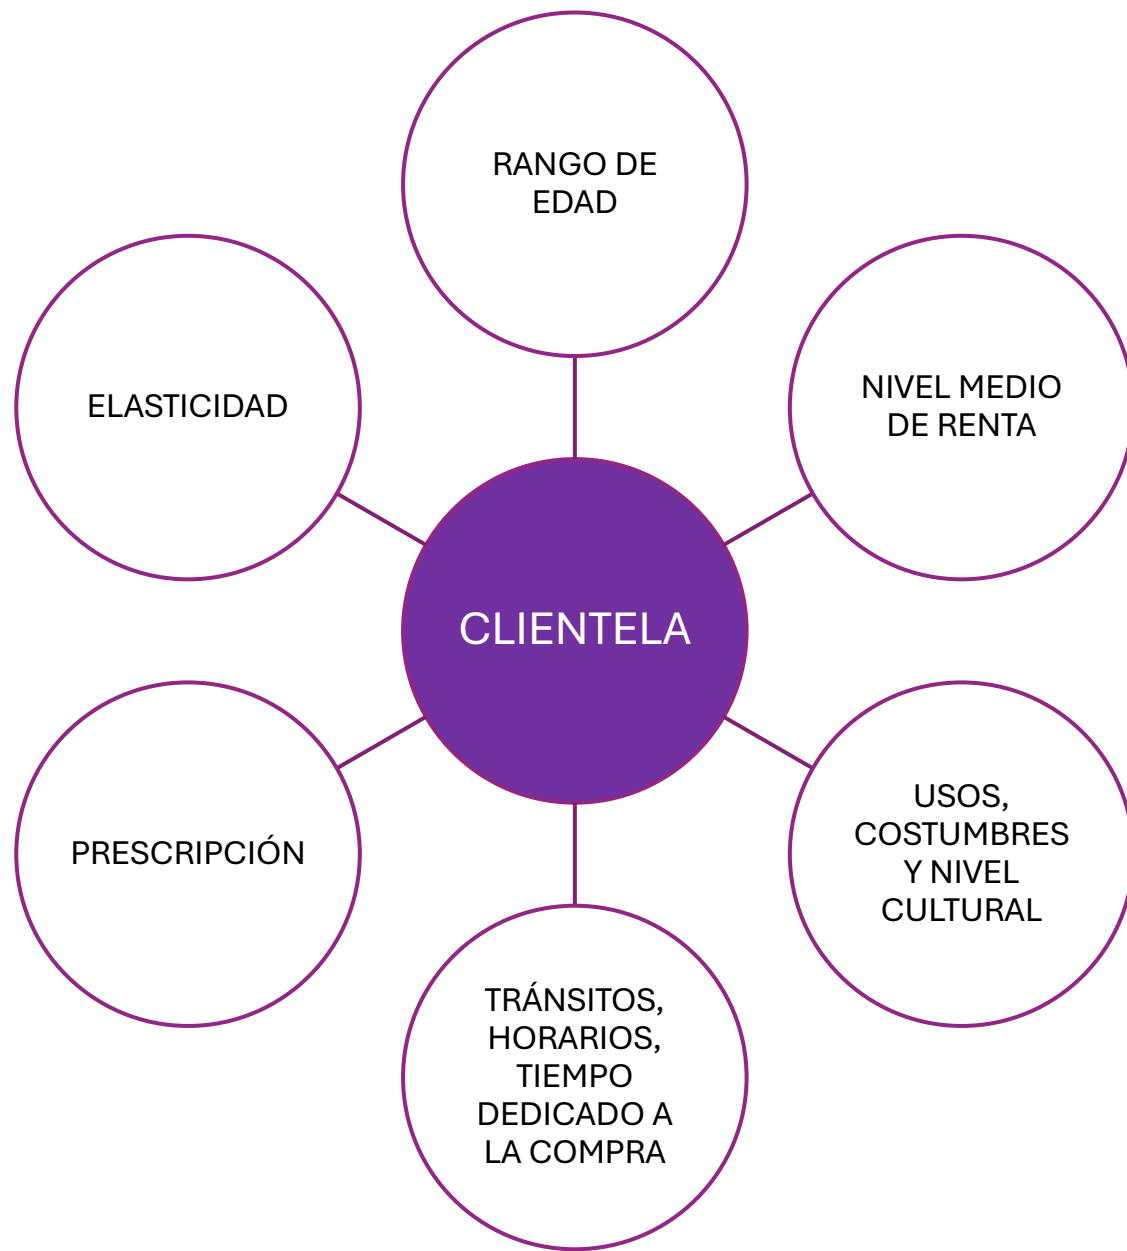 RANGO DE
EDAD
ELASTICIDAD
NIVEL MEDIO
DE RENTA
CLIENTELA
PRESCRIPCIÓN
USOS,
COSTUMBRES
Y NIVEL
CULTURAL
TRÁNSITOS,
HORARIOS,
TIEMPO
DEDICADO A
LA COMPRA